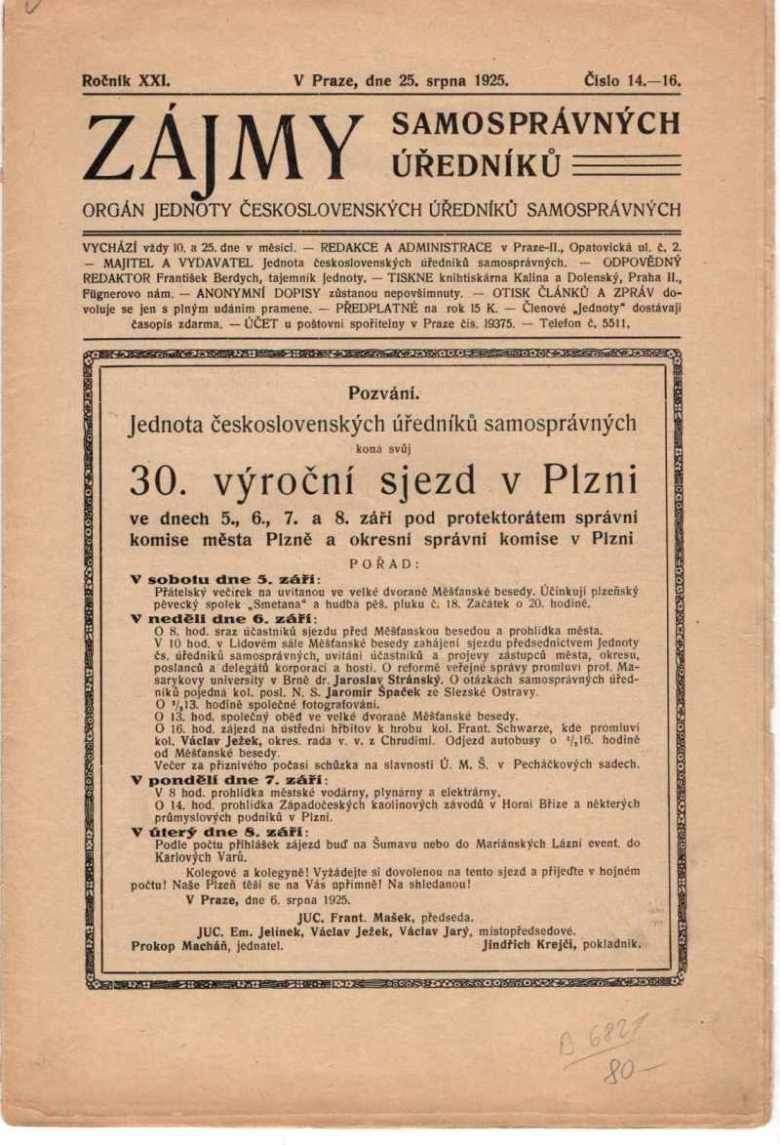 Ročník XXI. V Praze, dne 25. srpna 1925. Číslo 14.—16.
ZÁJMY SAMOSPRÁVNÝCH
ÚŘEDNÍKŮ
ORGÁN JEDNOTY ČESKOSLOVENSKÝCH ÚŘEDNÍKŮ SAMOSPRÁVNÝCH
VYCHÁZÍ vždy 10. a 25. dne v měsíci. — REDAKCE A ADMINISTRACE v Praze-II., Opatovická ul. č. 2.
— MAJITEL A VYDAVATEL Jednota československých úředníků samosprávných. — ODPOVĚDNÝ
REDAKTOR František Berdych, tajemník Jednoty. — TISKNE knihtiskárna Kalina a Dolenský, Praha II.,
Fügnerovo nám. — ANONYMNÍ DOPISY zůstanou nepovšimnuty. — OTISK ČLÁNKŮ A ZPRÁV do-
voluje se jen s plným udáním pramene. — PŘEDPLATNÉ na rok 15 K. — Členové „Jednoty“ dostávají
časopis zdarma. — ÚČET u poštovní spořitelny v Praze čís. 19375. — Telefon č. 5511.
Pozvání.
Jednota československých úředníků samosprávných
koná svůj
30. výroční sjezd v Plzni
ve dnech 5., 6., 7. a 8. září pod protektorátem správní
komise města Plzně a okresní správní komise v Plzni
POŘAD:
V sobotu dne 5. září:
Přátelský večírek na uvítanou ve velké dvoraně Měšťanské besedy. Účinkují plzeňský
pěvecký spolek „Smetana“ a hudba pěš. pluku č. 18. Začátek o 20. hodině.
V neděli dne 6. září:
O 8. hod. sraz účastníků sjezdu před Měšťanskou besedou a prohlídka města.
V 10 hod. v Lidovém sále Měšťanské besedy zahájení sjezdu předsednictvem Jednoty
čs. úředníků samosprávných, uvítání účastníků a projevy zástupců města, okresu,
poslanců a delegátů korporací a hostí. O reformě veřejné správy promluví prof. Ma-
sarykovy university v Brně dr. Jaroslav Stránský. O otázkách samosprávných úřed-
níků pojedná kol. posl. N. S. Jaromír Špaček ze Slezské Ostravy.
O ½13. hodině společné fotografování.
O 13. hod. společný oběd ve velké dvoraně Měšťanské besedy.
O 16. hod. zájezd na ústřední hřbitov k hrobu kol. Frant. Schwarze, kde promluví
kol. Václav Ježek, okres. rada v. v. z Chrudimi. Odjezd autobusy o ½16. hodině
od Měšťanské besedy.
Večer za příznivého počasí schůzka na slavnosti Ú. M. Š. v Pecháčkových sadech.
V pondělí dne 7. září:
V 8 hod. prohlídka městské vodárny, plynárny a elektrárny.
O 14. hod. prohlídka Západočeských kaolinových závodů v Horní Bříze a některých
průmyslových podniků v Plzni.
V úterý dne 8. září:
Podle počtu přihlášek zájezd buď na Šumavu nebo do Mariánských Lázní event. do
Karlových Varů.
Kolegové a kolegyně! Vyžádejte si dovolenou na tento sjezd a přijeďte v hojném
počtu! Naše Plzeň těší se na Vás upřímně! Na shledanou!
V Praze, dne 6. srpna 1925.
JUC. Frant. Mašek, předseda.
JUC. Em. Jelínek, Václav Ježek, Václav Jarý, místopředsedové.
Prokop Macháň, jednatel. Jindřich Krejčí, pokladník.
B 6821
80—